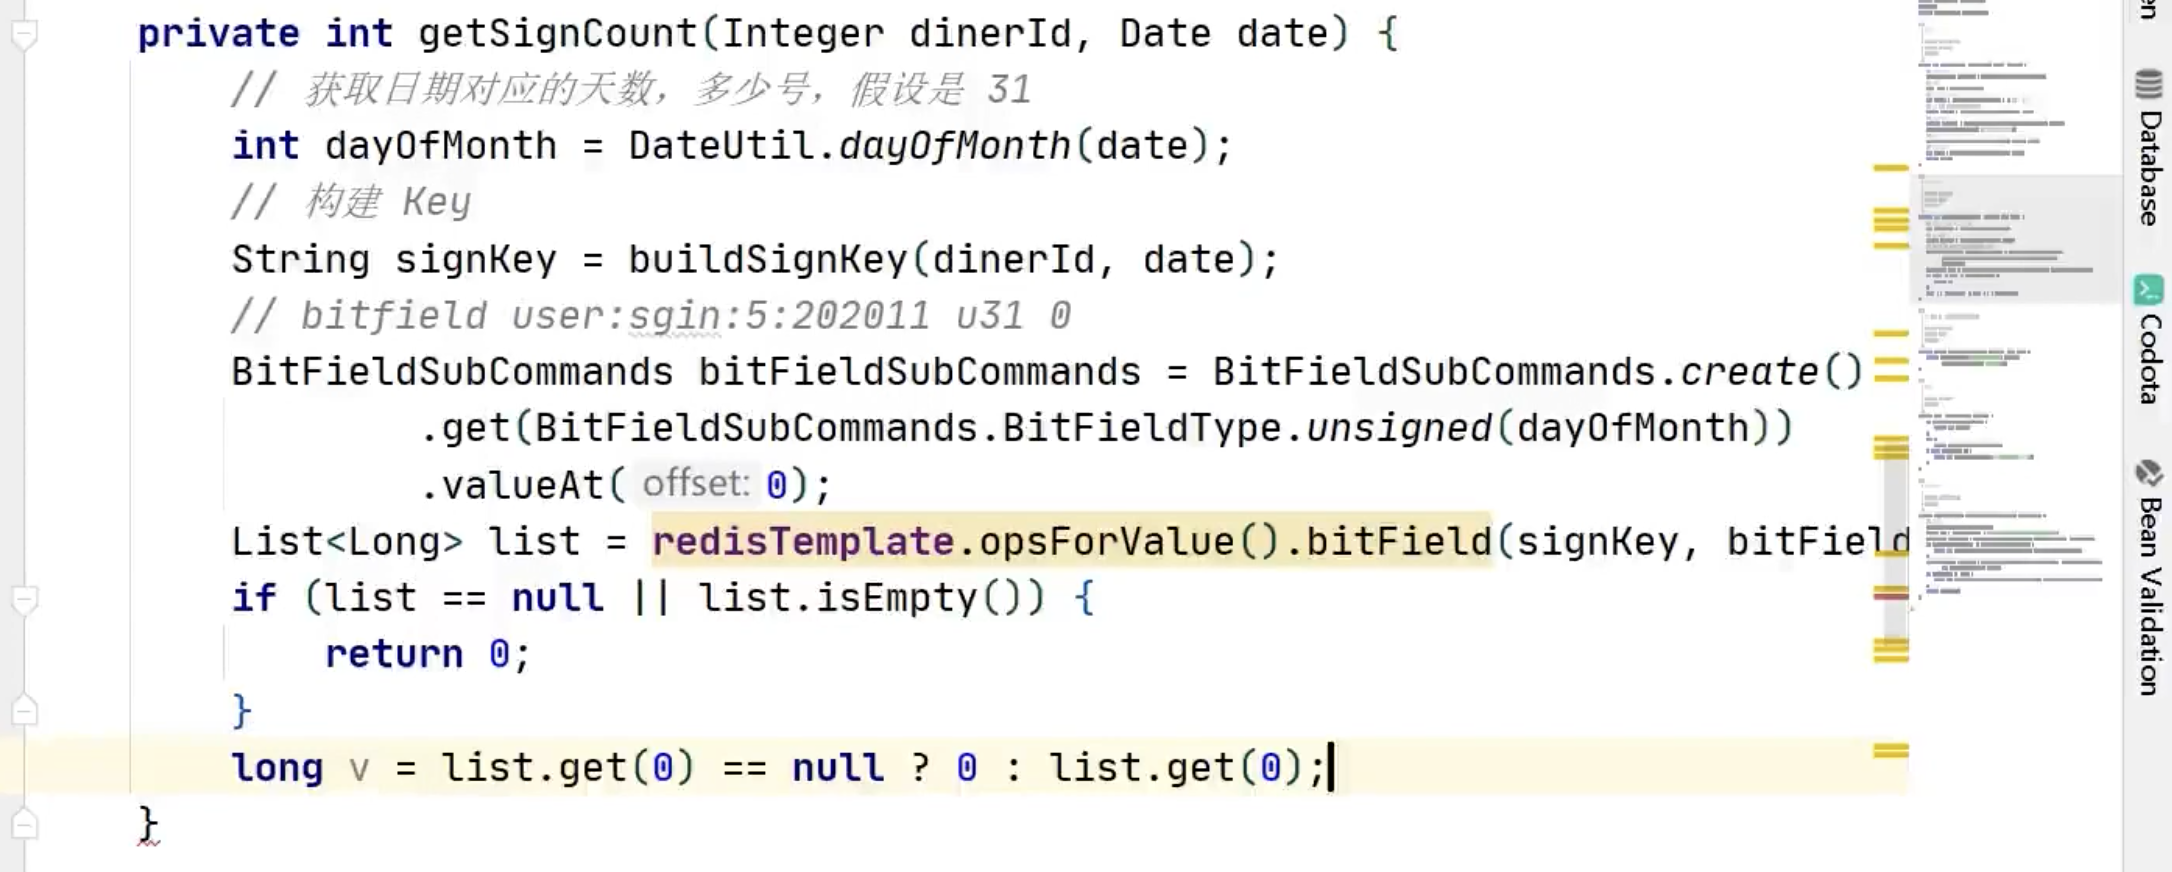 private int getSignCount(Integer dinerId, Date date) {
// 获取日期对应的天数，多少号，假设是 31
int dayOfMonth = DateUtil.dayOfMonth(date);
// 构建 Key
String signKey = buildSignKey(dinerId, date);
// bitfield user:sgin:5:202011 u31 0
BitFieldSubCommands bitFieldSubCommands = BitFieldSubCommands.create()
.get(BitFieldSubCommands.BitFieldType.unsigned(dayOfMonth))
.valueAt( offset: 0);
List<Long> list = redisTemplate.opsForValue().bitField(signKey, bitField
if (list == null || list.isEmpty()) {
return 0;
}
long v = list.get(0) == null ? 0 : list.get(0);
}
en
Database
Codota
Bean Validation